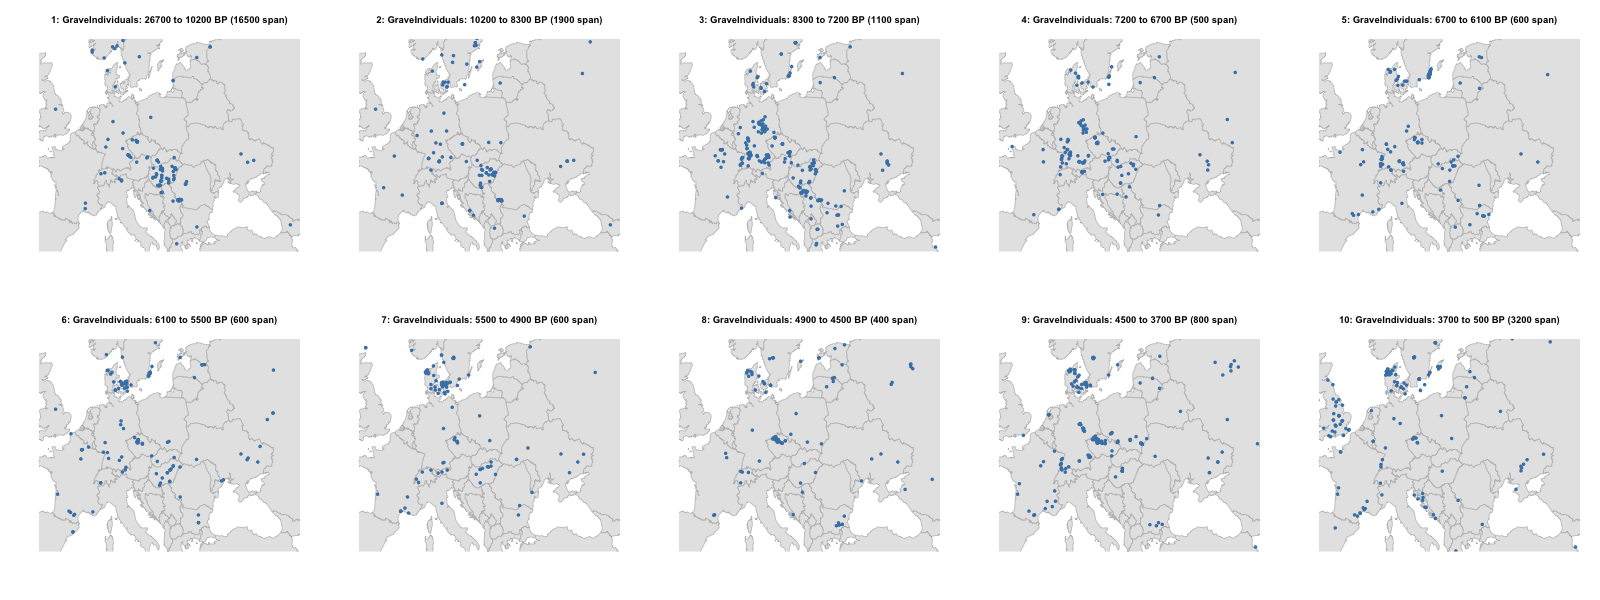 1: GraveIndividuals: 26700 to 10200 BP (16500 span)
2: GraveIndividuals: 10200 to 8300 BP (1900 span)
3: GraveIndividuals: 8300 to 7200 BP (1100 span)
4: GraveIndividuals: 7200 to 6700 BP (500 span)
5: GraveIndividuals: 6700 to 6100 BP (600 span)
6: GraveIndividuals: 6100 to 5500 BP (600 span)
7: GraveIndividuals: 5500 to 4900 BP (600 span)
8: GraveIndividuals: 4900 to 4500 BP (400 span)
9: GraveIndividuals: 4500 to 3700 BP (800 span)
10: GraveIndividuals: 3700 to 500 BP (3200 span)